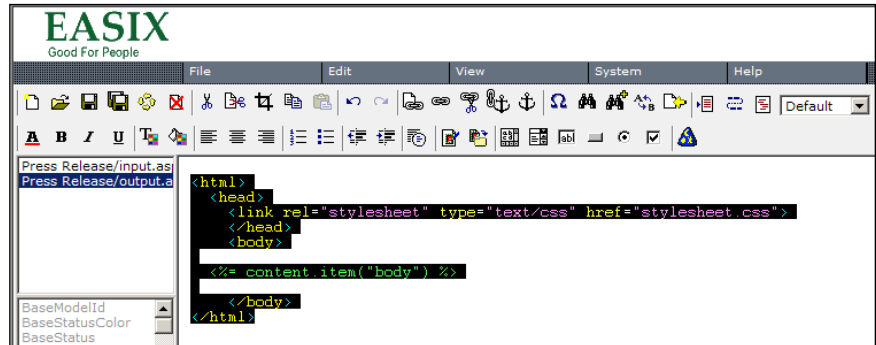 EASIX
Good For People
File Edit View System Help
Default
A B I U
Press Release/input.as
Press Release/output.a
<html>
<head>
<link rel="stylesheet" type="text/css" href="stylesheet.css">
</head>
<body>
<%= content.item("body") %>
</body>
</html>
BaseModelId
BaseStatusColor
BaseStatus